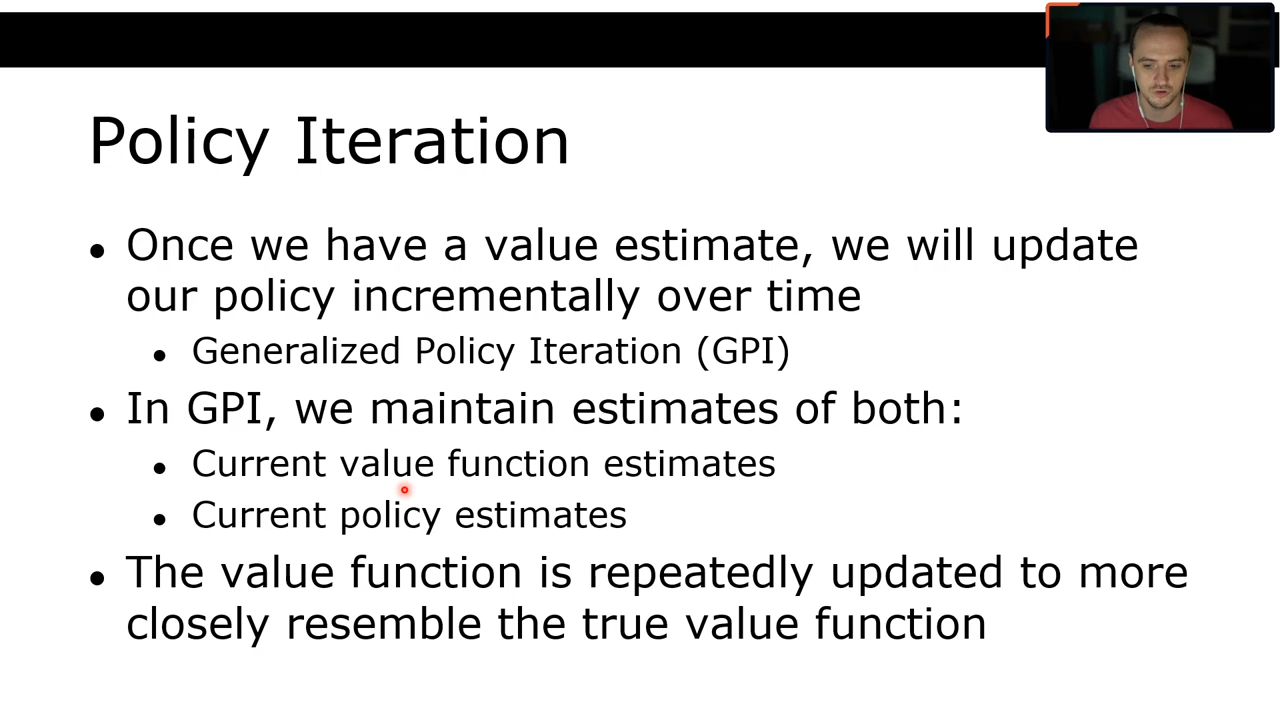 Policy Iteration
• Once we have a value estimate, we will update
our policy incrementally over time
• Generalized Policy Iteration (GPI)
• In GPI, we maintain estimates of both:
• Current value function estimates
• Current policy estimates
• The value function is repeatedly updated to more
closely resemble the true value function